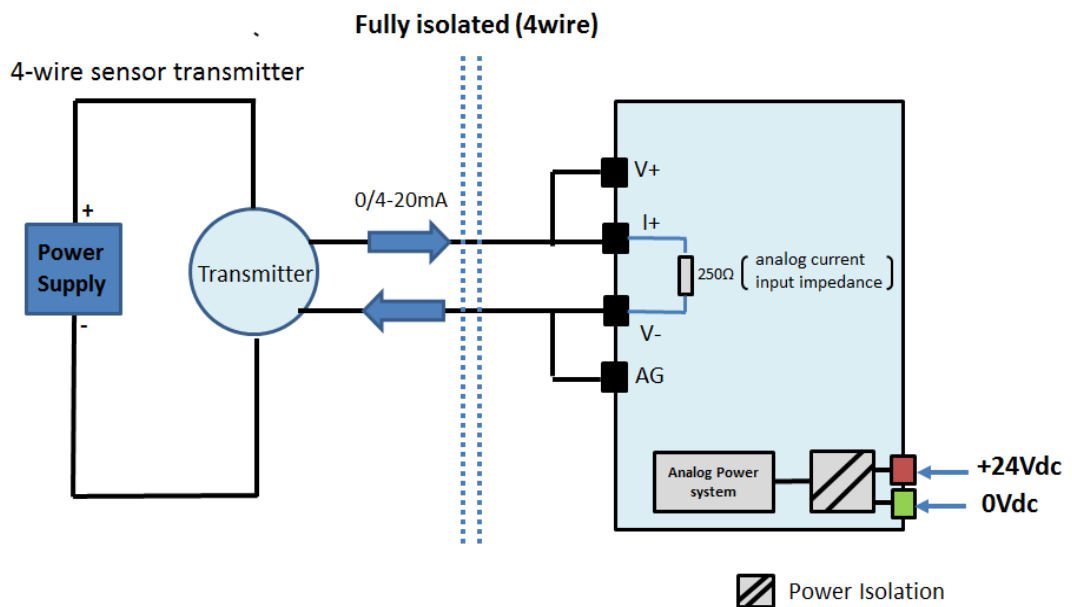 Fully isolated (4wire)
4-wire sensor transmitter
+
Power
Supply
-
Transmitter
0/4-20mA
V+
I+
250Ω
analog current
input impedance
V-
AG
Analog Power
system
+24Vdc
0Vdc
Power Isolation